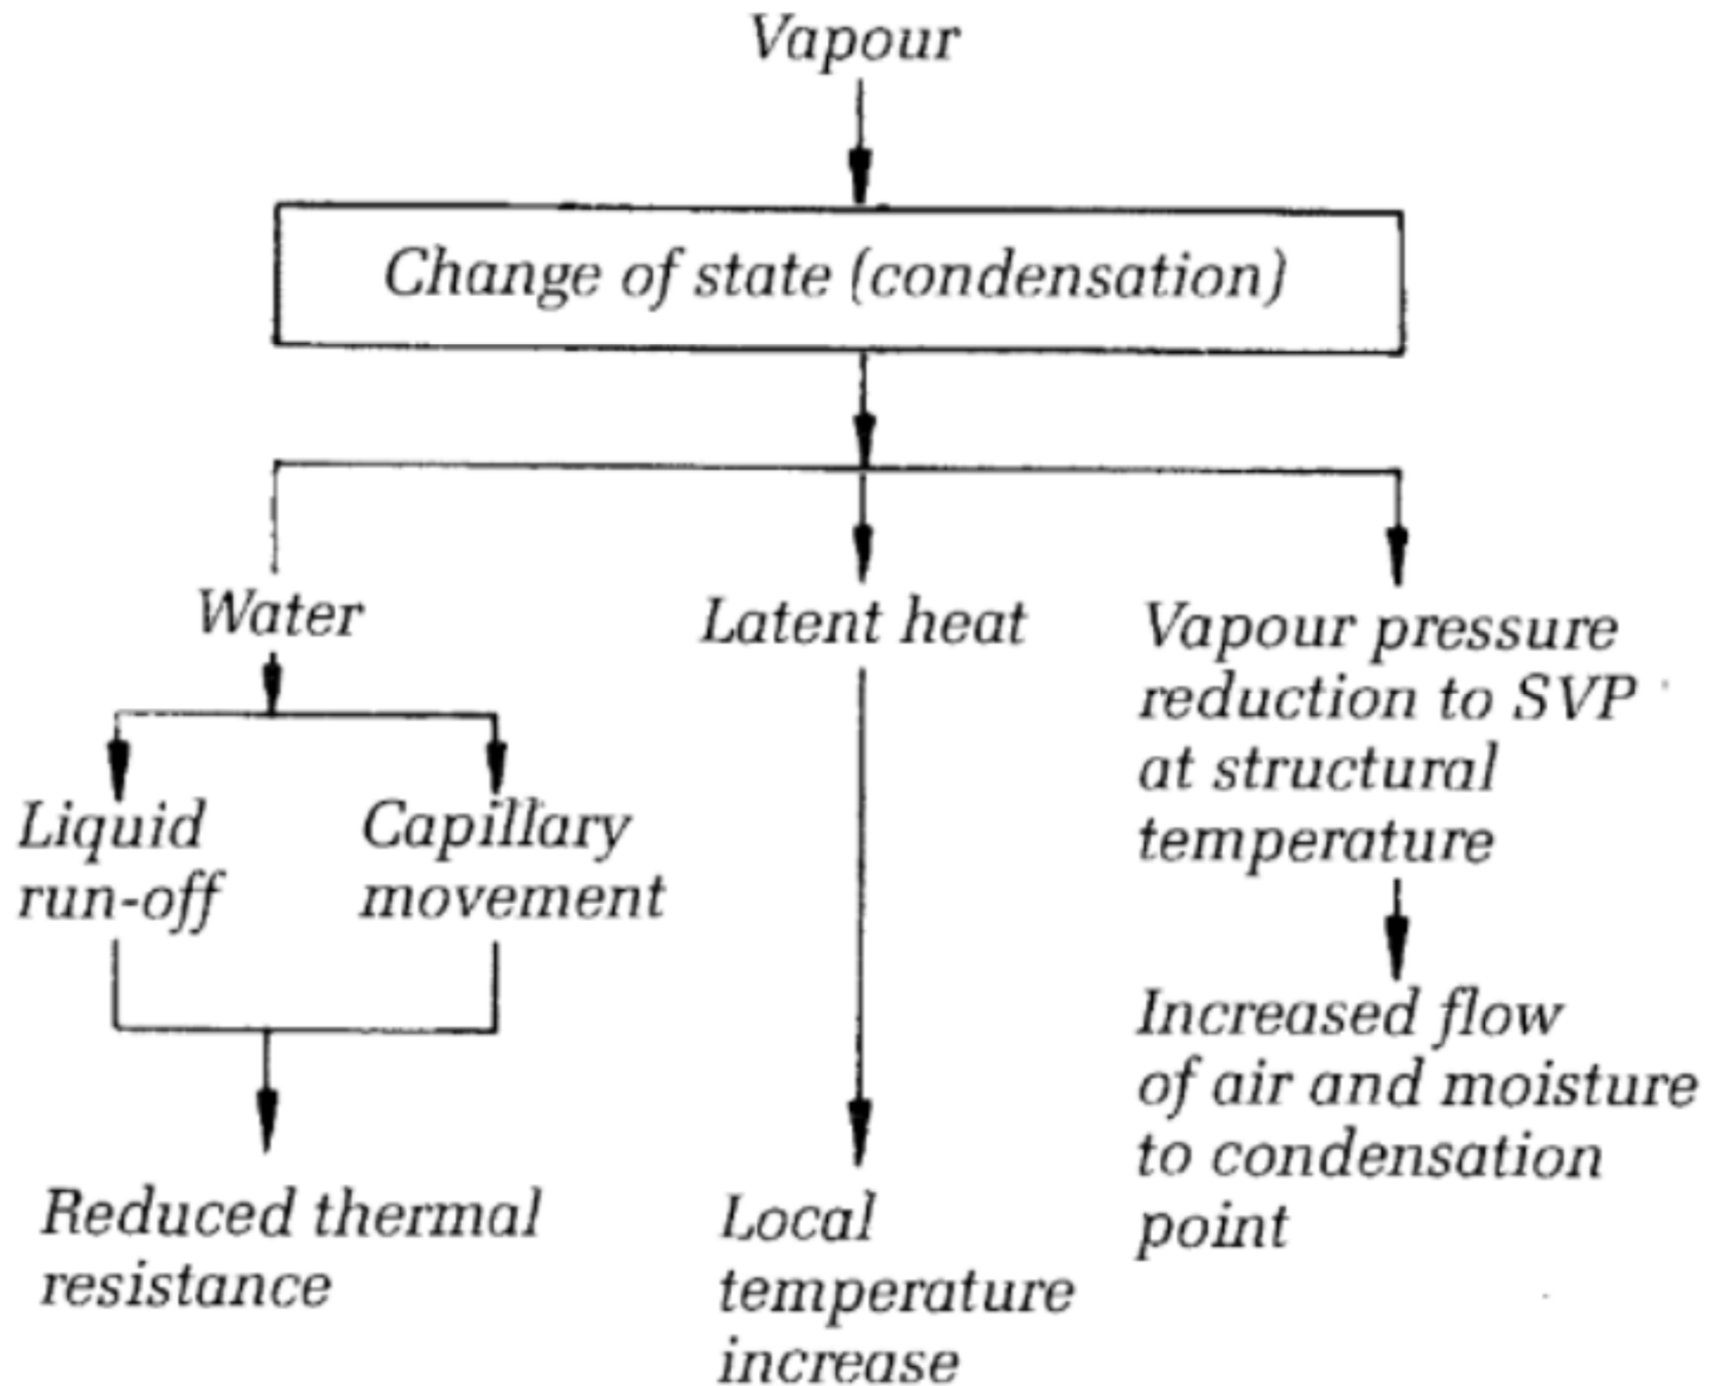 Vapour
Change of state (condensation)
Water
Latent heat
Vapour pressure
reduction to SVP
at structural
temperature
Liquid
run-off
Capillary
movement
Increased flow
of air and moisture
to condensation
point
Reduced thermal
resistance
Local
temperature
increase